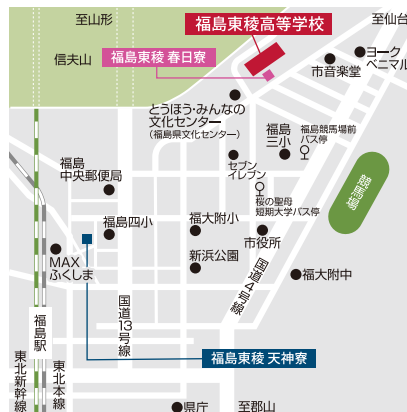 至山形
福島東稜高等学校
至仙台
信夫山
福島東稜 春日寮
ヨーク
ベニマル
市音楽堂
とうほう・みんなの
文化センター
(福島県文化センター)
福島
三小
福島競馬場前
バス停
福島
中央郵便局
セブン
イレブン
競馬場
桜の聖母
短期大学バス停
福島四小
福大附小
市役所
MAX
ふくしま
新浜公園
国道4号線
福大附中
国道13号線
福島駅
福島東稜 天神寮
東北新幹線
東北本線
県庁
至郡山